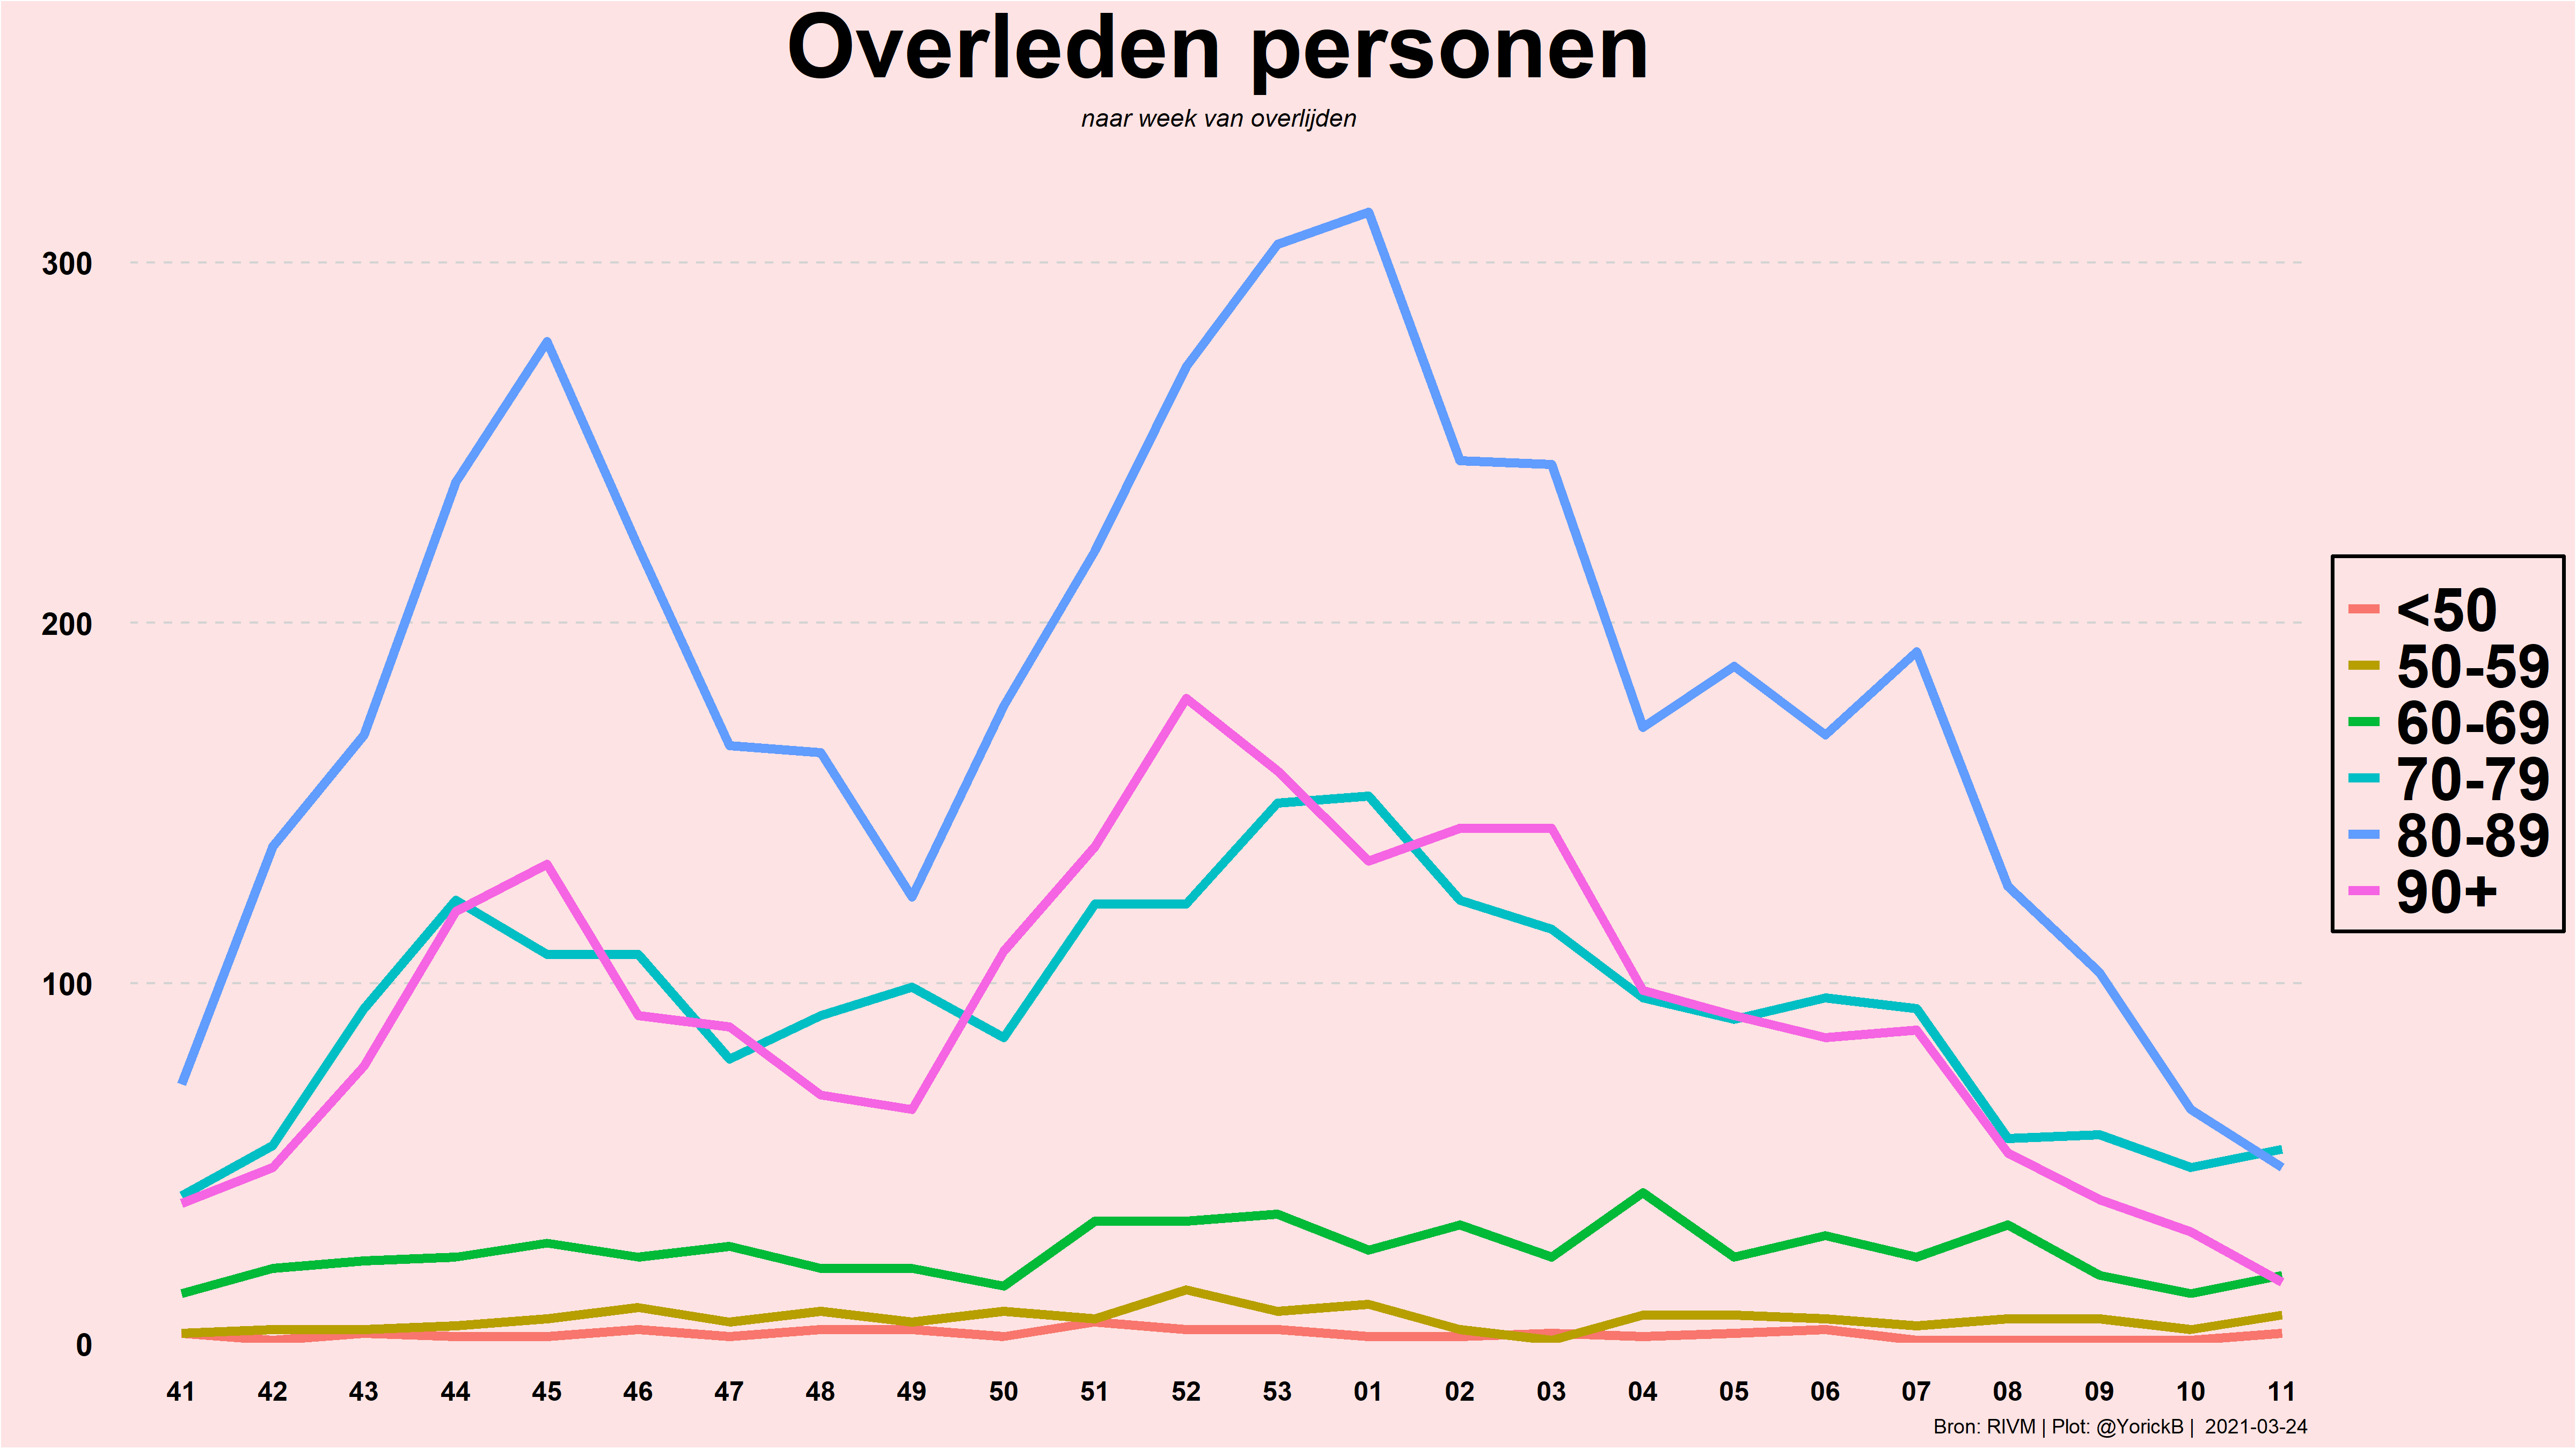 Overleden personen
naar week van overlijden
300
200
100
0
41 42 43 44 45 46 47 48 49 50 51 52 53 01 02 03 04 05 06 07 08 09 10 11
<50
50-59
60-69
70-79
80-89
90+
Bron: RIVM | Plot: @YorickB | 2021-03-24